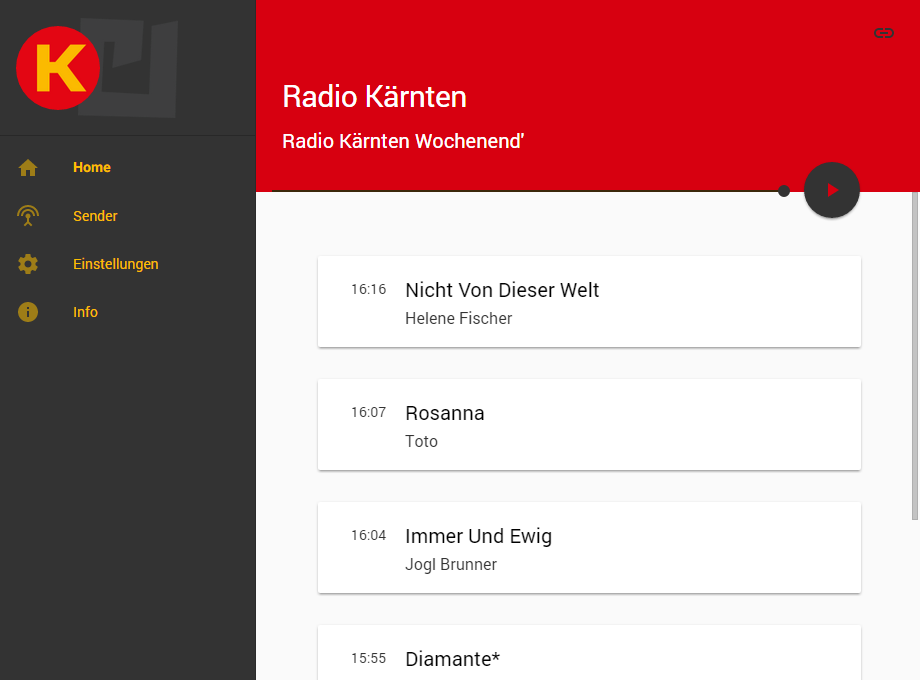 K
Home
Sender
Einstellungen
Info
Radio Kärnten
Radio Kärnten Wochenend'
16:16 Nicht Von Dieser Welt
Helene Fischer
16:07 Rosanna
Toto
16:04 Immer Und Ewig
Jogl Brunner
15:55 Diamante*